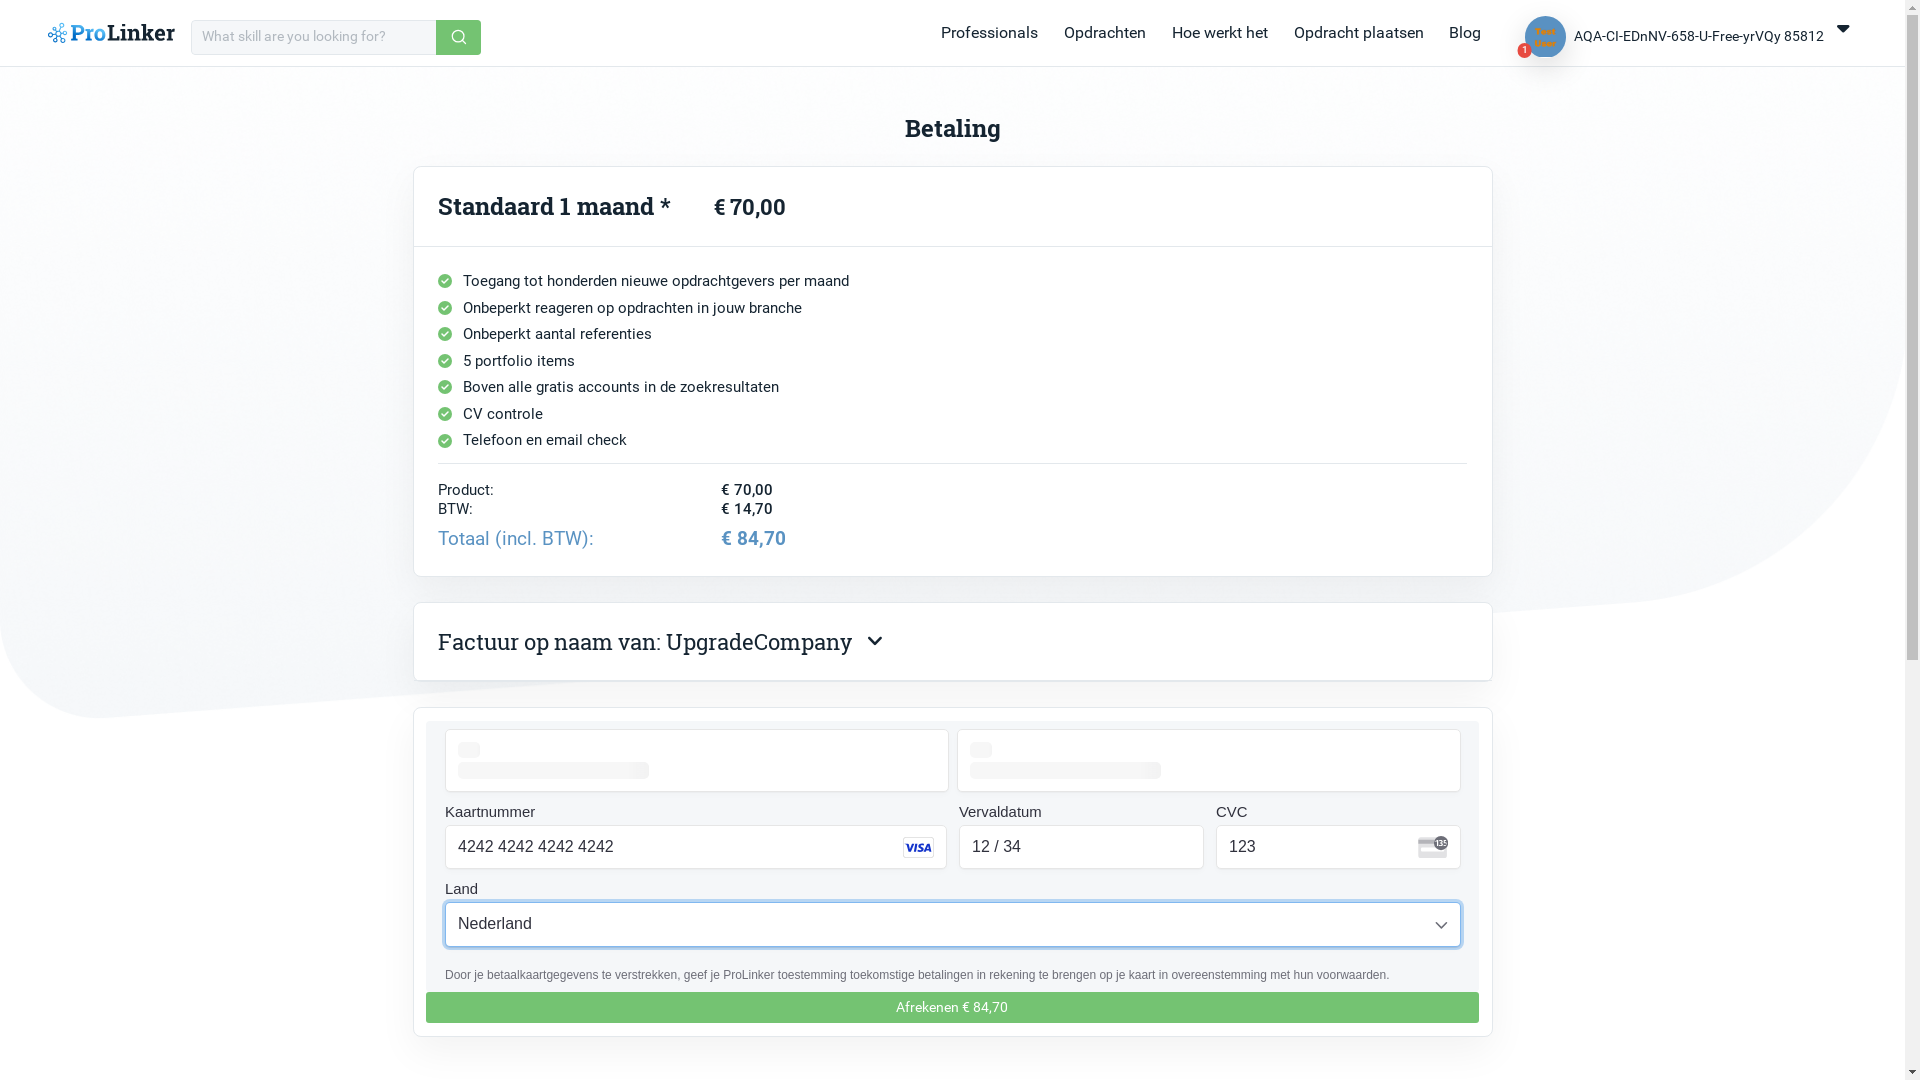 ProLinker
What skill are you looking for?
Professionals
Opdrachten
Hoe werkt het
Opdracht plaatsen
Blog
Test
User
1
AQA-CI-EDnNV-658-U-Free-yrVQy 85812
Betaling
Standaard 1 maand * € 70,00
Toegang tot honderden nieuwe opdrachtgevers per maand
Onbeperkt reageren op opdrachten in jouw branche
Onbeperkt aantal referenties
5 portfolio items
Boven alle gratis accounts in de zoekresultaten
CV controle
Telefoon en email check
Product: € 70,00
BTW: € 14,70
Totaal (incl. BTW): € 84,70
Factuur op naam van: UpgradeCompany
Kaartnummer Vervaldatum CVC
4242 4242 4242 4242 VISA 12 / 34 123 135
Land
Nederland
Door je betaalkaartgegevens te verstrekken, geef je ProLinker toestemming toekomstige betalingen in rekening te brengen op je kaart in overeenstemming met hun voorwaarden.
Afrekenen € 84,70